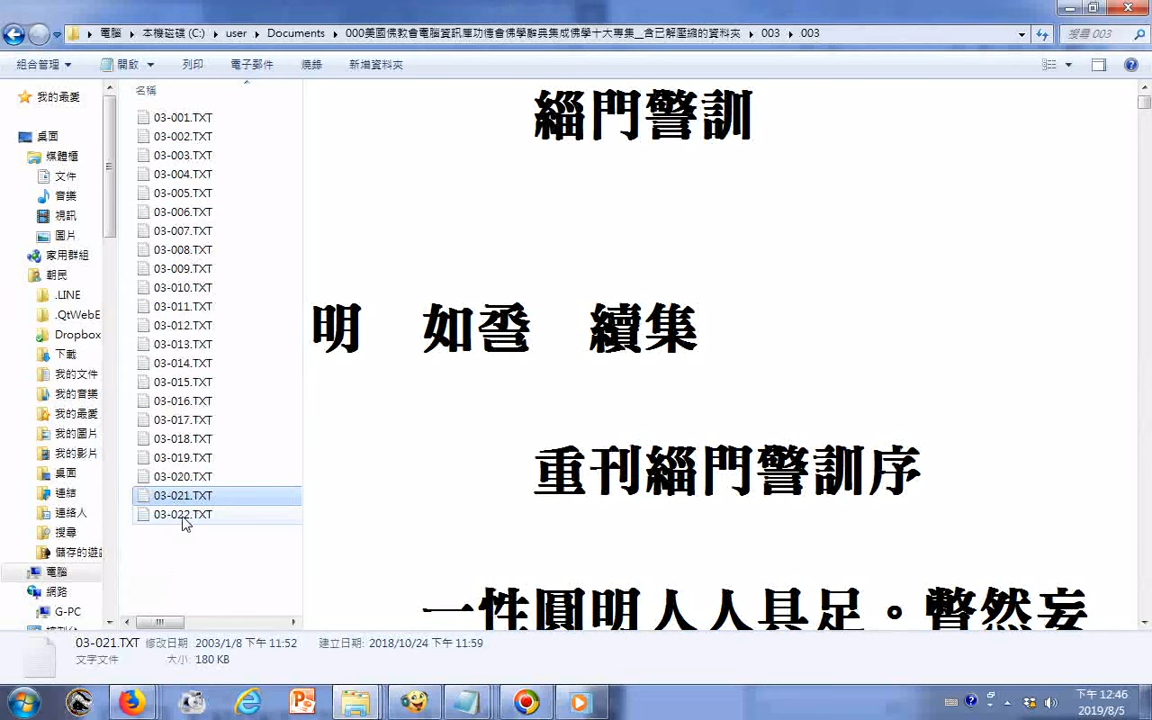 電腦 ▸ 本機磁碟 (C:) ▸ user ▸ Documents ▸ 000美國佛教會電腦資訊庫功德會佛學辭典集成佛學十大專集__含已解壓縮的資料夾 ▸ 003 ▸ 003
搜尋 003
組合管理 開啟 列印 電子郵件 燒錄 新增資料夾
我的最愛
桌面
媒體櫃
文件
音樂
視訊
圖片
家用群組
朝民
.LINE
.QtWebE
Dropbox
下載
我的文件
我的音樂
我的最愛
我的圖片
我的影片
桌面
連結
連絡人
搜尋
儲存的遊
電腦
網路
G-PC
名稱
03-001.TXT
03-002.TXT
03-003.TXT
03-004.TXT
03-005.TXT
03-006.TXT
03-007.TXT
03-008.TXT
03-009.TXT
03-010.TXT
03-011.TXT
03-012.TXT
03-013.TXT
03-014.TXT
03-015.TXT
03-016.TXT
03-017.TXT
03-018.TXT
03-019.TXT
03-020.TXT
03-021.TXT
03-022.TXT
緇門警訓
明 如巹 續集
重刊緇門警訓序
一性圓明人人具足。瞥然妄
03-021.TXT 修改日期: 2003/1/8 下午 11:52 建立日期: 2018/10/24 下午 11:59
文字文件 大小: 180 KB
下午 12:46
2019/8/5